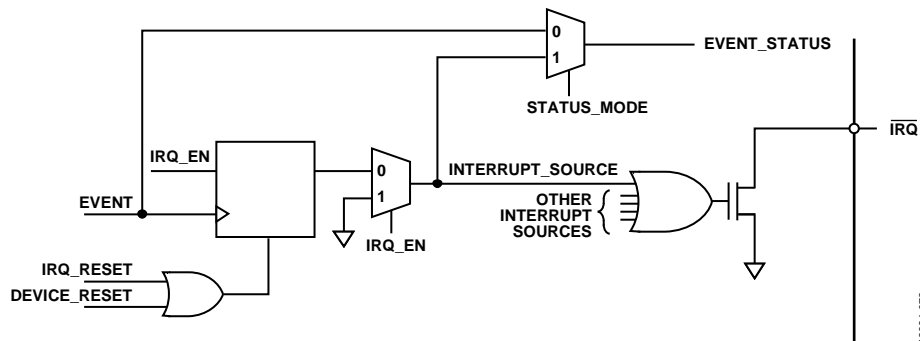 0
EVENT_STATUS
1
STATUS_MODE
IRQ
IRQ_EN
0
INTERRUPT_SOURCE
1
OTHER
INTERRUPT
SOURCES
EVENT
IRQ_EN
IRQ_RESET
DEVICE_RESET